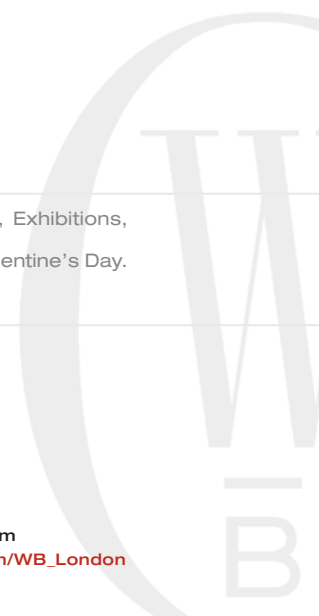 , Exhibitions,
entine's Day.
m
m/WB_London
W
B